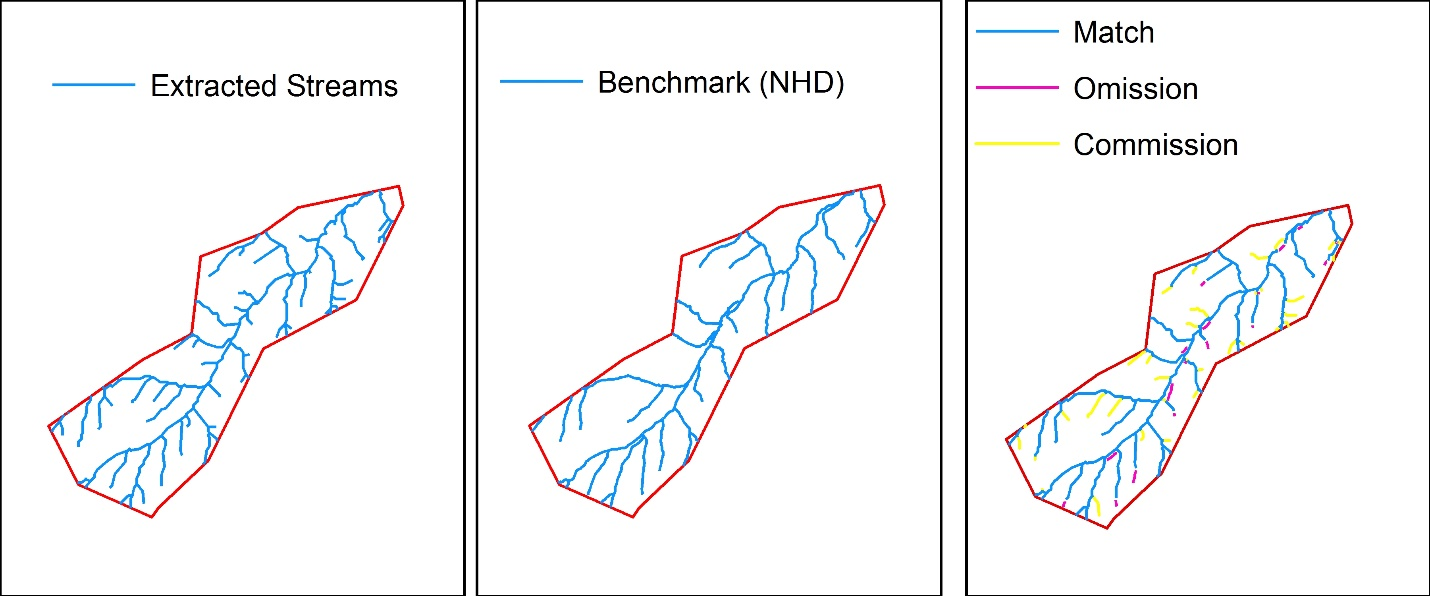 Extracted Streams
Benchmark (NHD)
Match
Omission
Commission